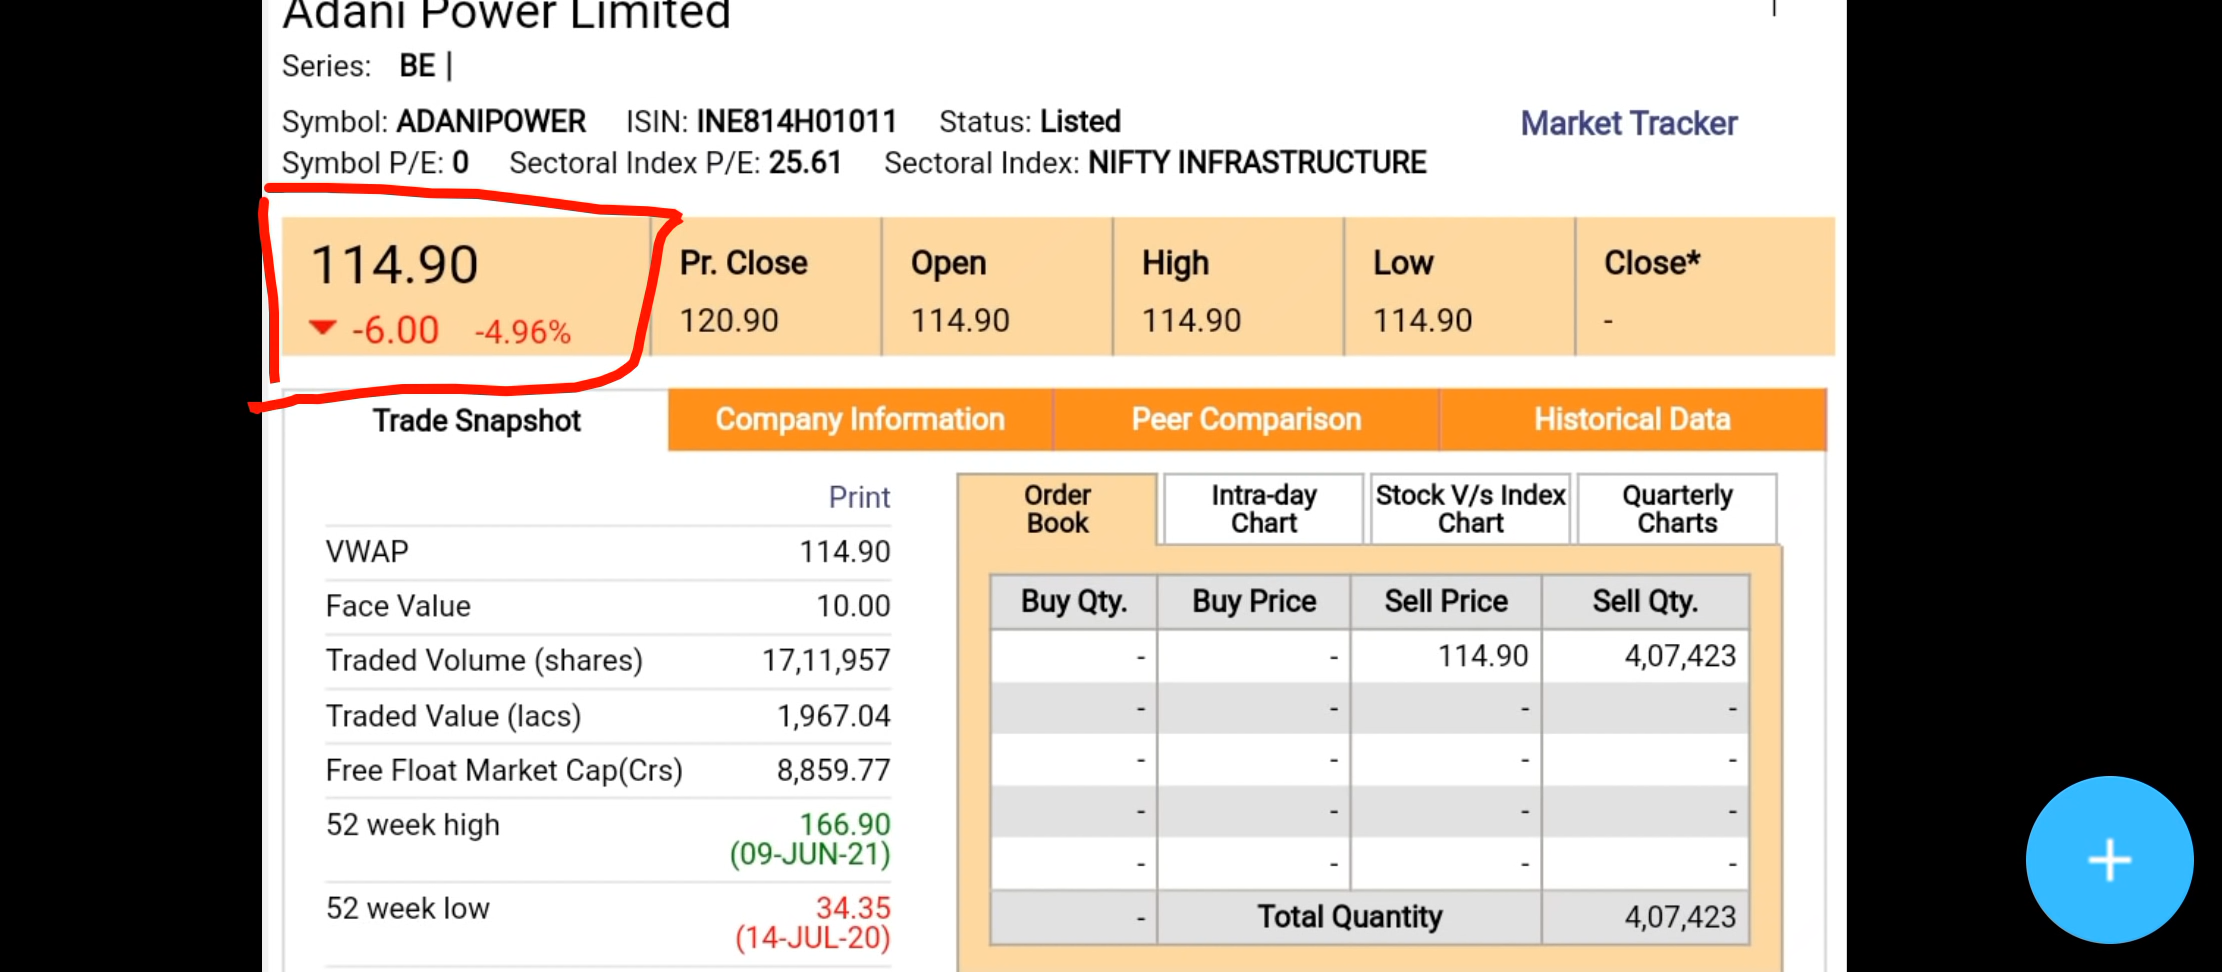 Adani Power Limited
Series: BE |
Symbol: ADANIPOWER ISIN: INE814H01011 Status: Listed
Market Tracker
Symbol P/E: 0 Sectoral Index P/E: 25.61 Sectoral Index: NIFTY INFRASTRUCTURE
114.90
-6.00 -4.96%
Pr. Close
120.90
Open
114.90
High
114.90
Low
114.90
Close*
-
Trade Snapshot
Company Information
Peer Comparison
Historical Data
Print
VWAP 114.90
Face Value 10.00
Traded Volume (shares) 17,11,957
Traded Value (lacs) 1,967.04
Free Float Market Cap(Crs) 8,859.77
52 week high 166.90
(09-JUN-21)
52 week low 34.35
(14-JUL-20)
Order
Book
Intra-day
Chart
Stock V/s Index
Chart
Quarterly
Charts
Buy Qty. Buy Price Sell Price Sell Qty.
- - 114.90 4,07,423
- - - -
- - - -
- - - -
- - - -
- Total Quantity 4,07,423
+